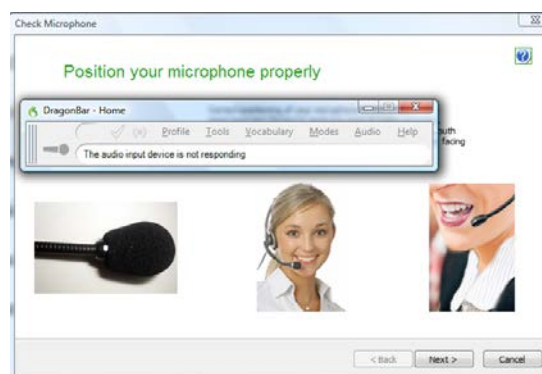 Check Microphone
Position your microphone properly
DragonBar - Home
Profile Tools Vocabulary Modes Audio Help
outh
The audio input device is not responding
facing
< Back Next > Cancel